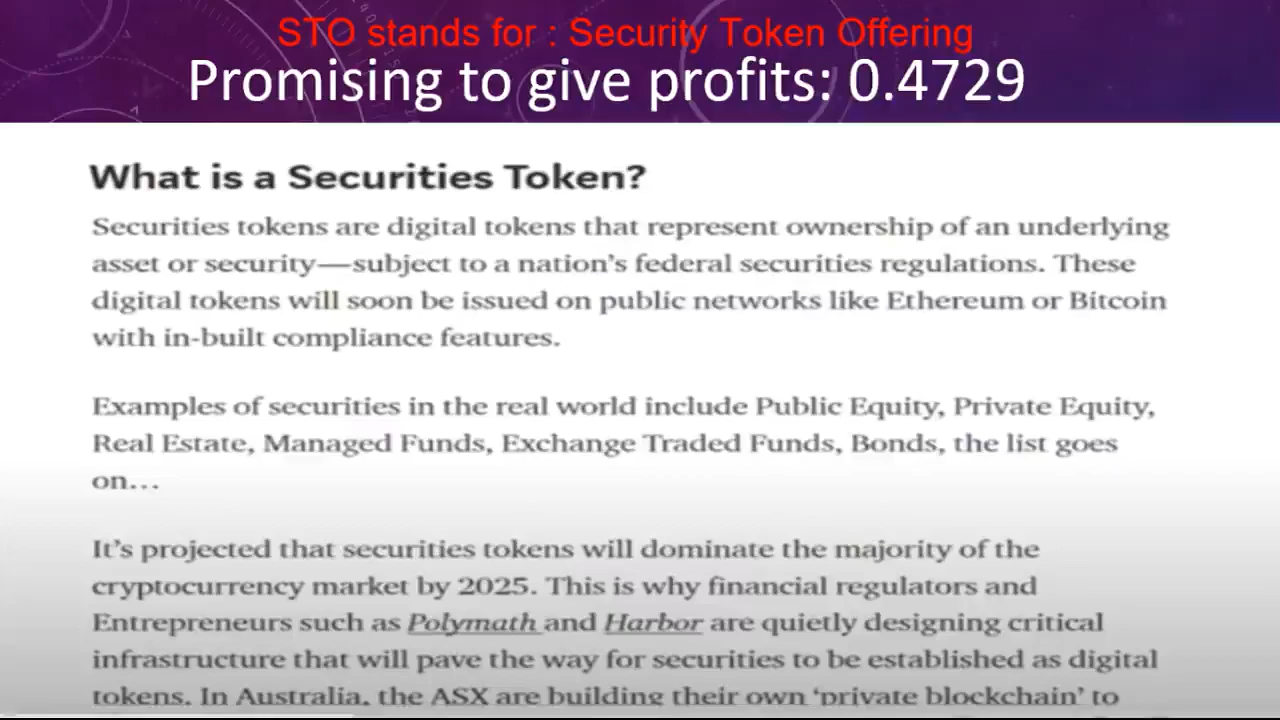 STO stands for : Security Token Offering
Promising to give profits: 0.4729
What is a Securities Token?
Securities tokens are digital tokens that represent ownership of an underlying
asset or security—subject to a nation's federal securities regulations. These
digital tokens will soon be issued on public networks like Ethereum or Bitcoin
with in-built compliance features.
Examples of securities in the real world include Public Equity, Private Equity,
Real Estate, Managed Funds, Exchange Traded Funds, Bonds, the list goes
on…
It's projected that securities tokens will dominate the majority of the
cryptocurrency market by 2025. This is why financial regulators and
Entrepreneurs such as Polymath and Harbor are quietly designing critical
infrastructure that will pave the way for securities to be established as digital
tokens. In Australia, the ASX are building their own 'private blockchain' to